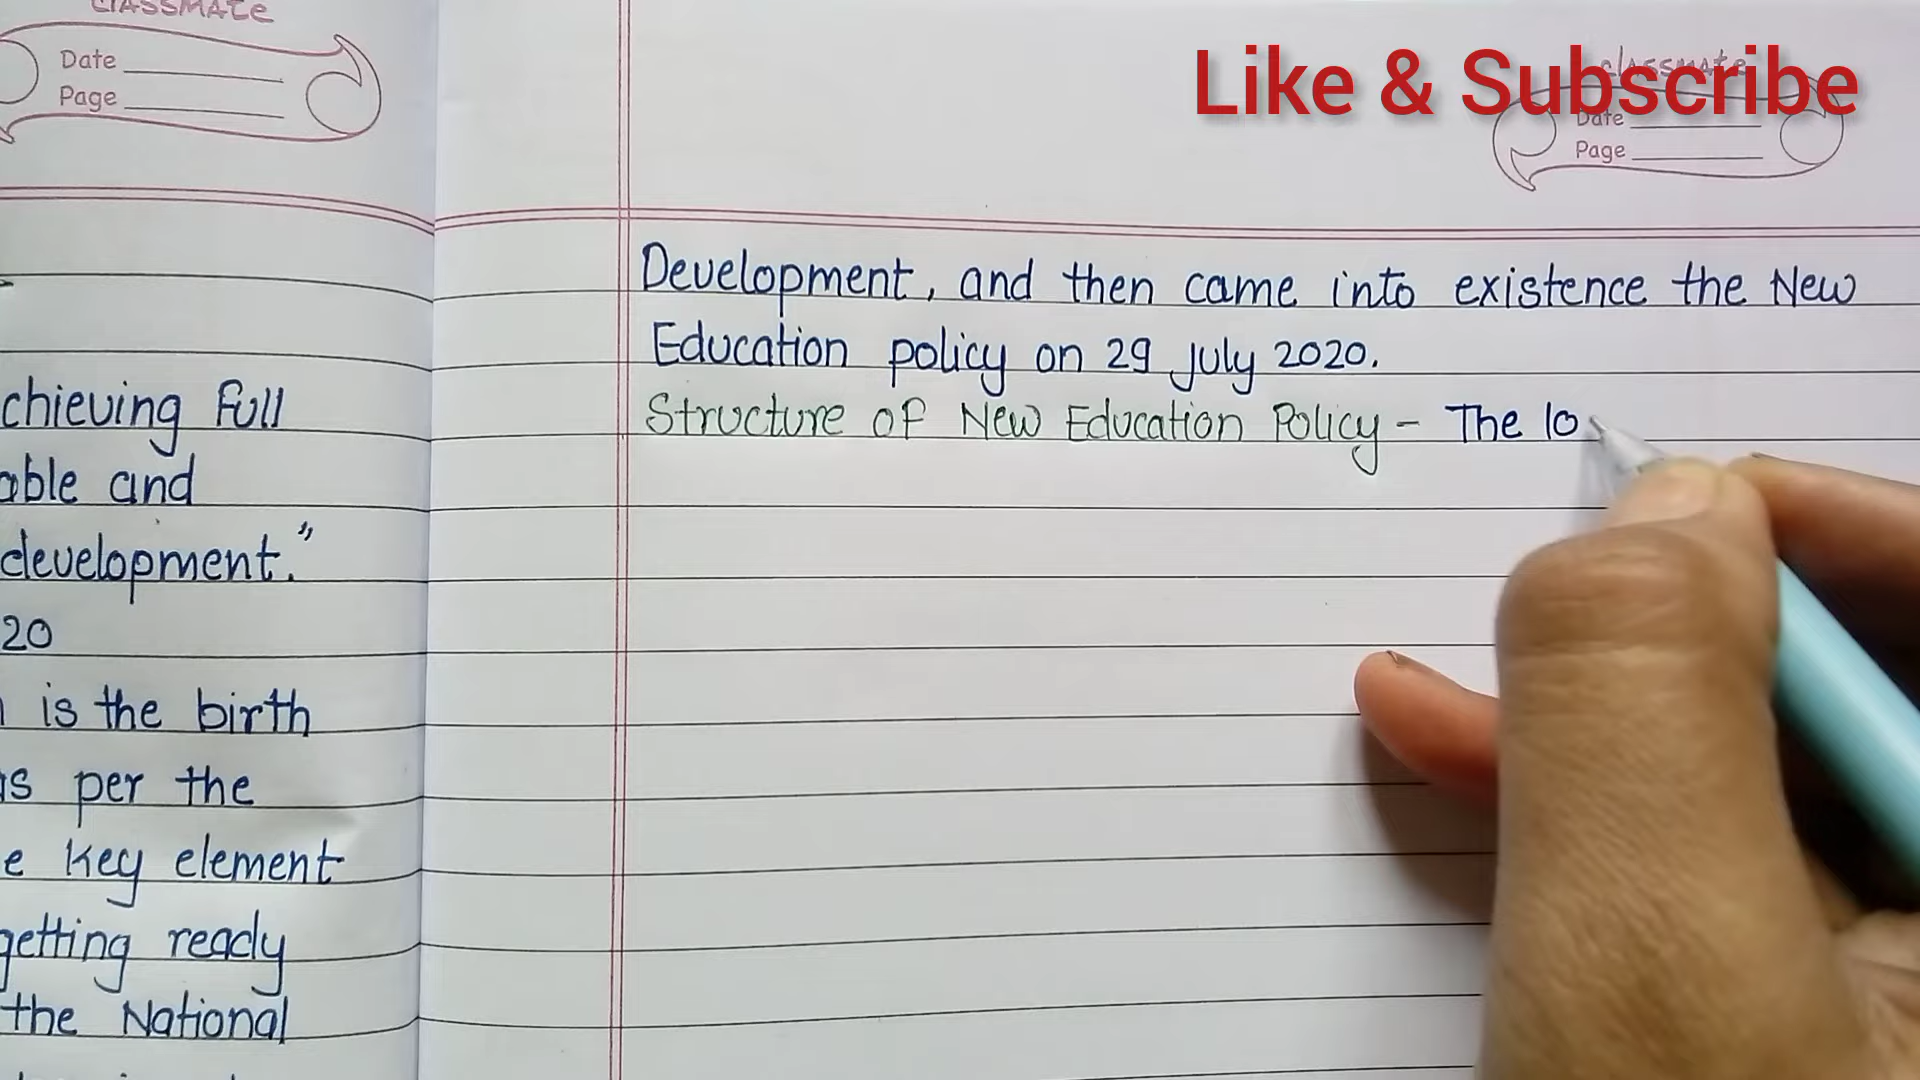 classmate
Date
Page
chieving full
able and
development."
20
is the birth
per the
key element
getting ready
the National
Like & Subscribe
classmate
Date
Page
Development, and then came into existence the New
Education policy on 29 july 2020.
Structure of New Education Policy - The 10